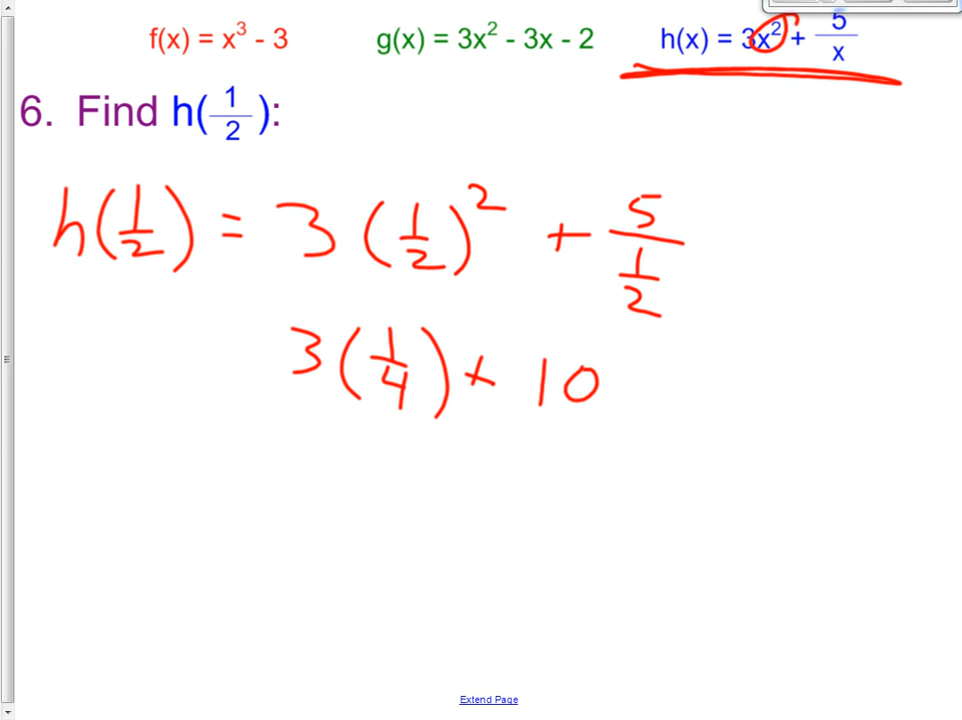 f(x) = x³ - 3 g(x) = 3x² - 3x - 2 h(x) = 3x² + 5/x
6. Find h(1/2):
h(1/2) = 3(1/2)² + 5/(1/2)
3(1/4) + 10
Extend Page